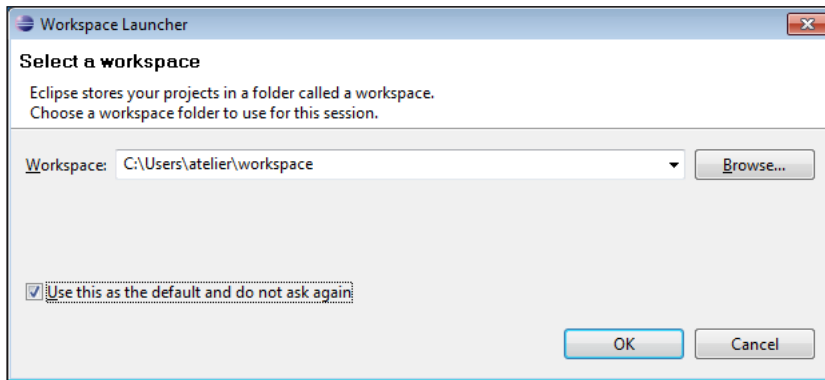 Workspace Launcher
Select a workspace
Eclipse stores your projects in a folder called a workspace.
Choose a workspace folder to use for this session.
Workspace: C:\Users\atelier\workspace Browse...
Use this as the default and do not ask again
OK Cancel